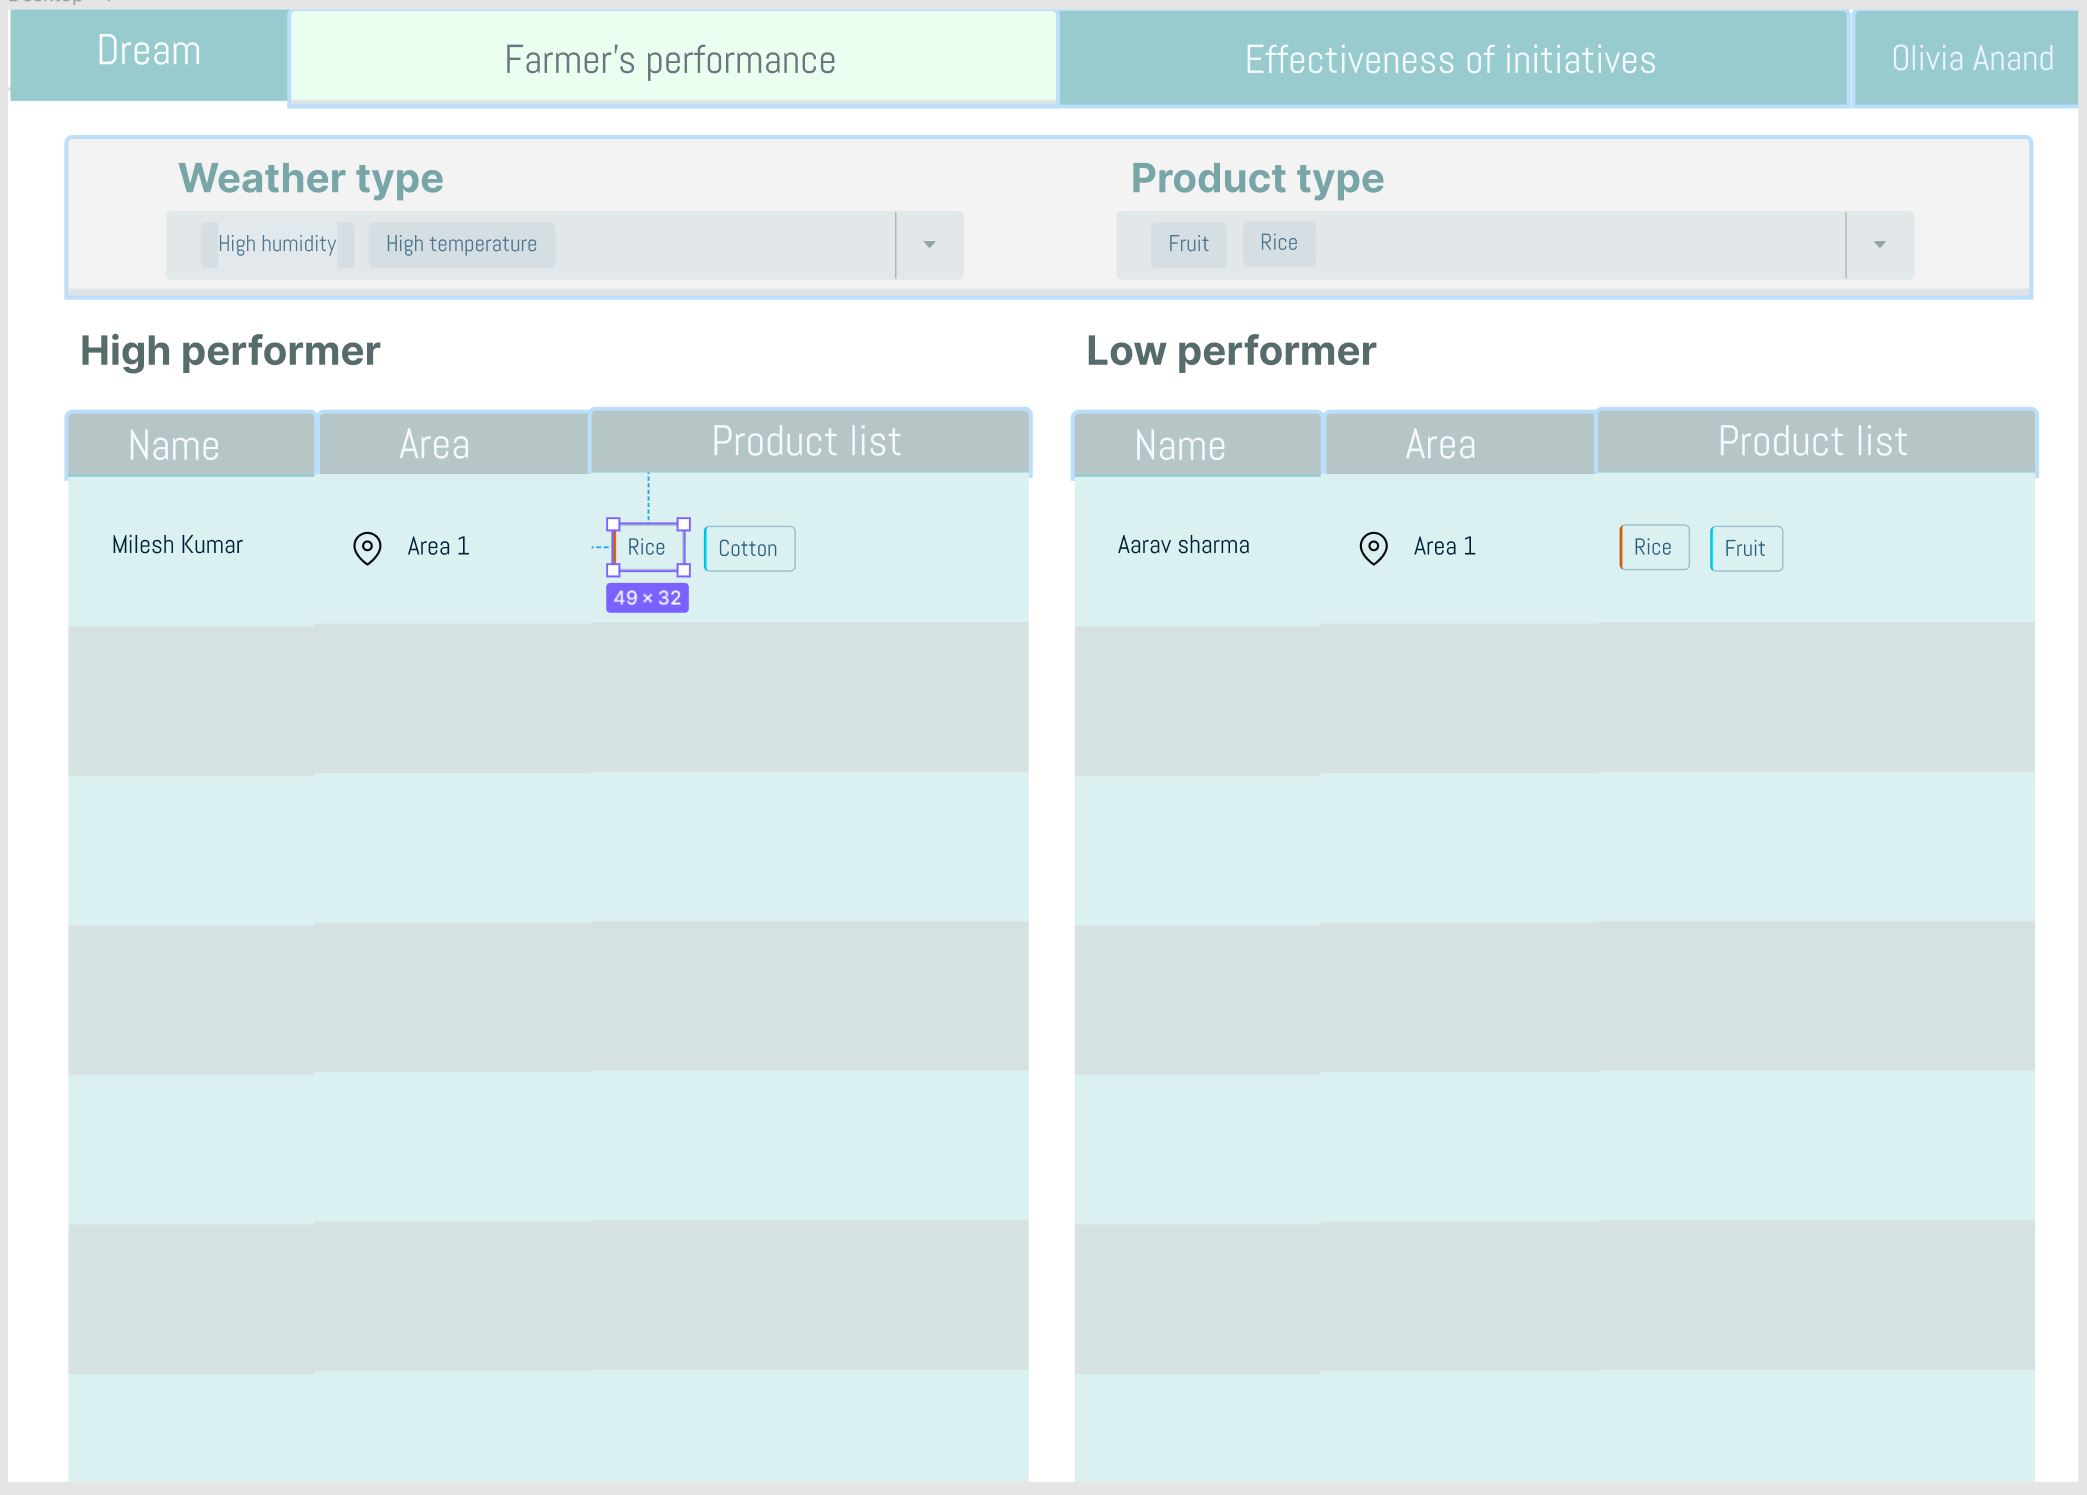 Dream
Farmer's performance
Effectiveness of initiatives
Olivia Anand
Weather type
Product type
High humidity
High temperature
Fruit
Rice
High performer
Low performer
Name
Area
Product list
Name
Area
Product list
Milesh Kumar
Area 1
Rice
Cotton
49 × 32
Aarav sharma
Area 1
Rice
Fruit